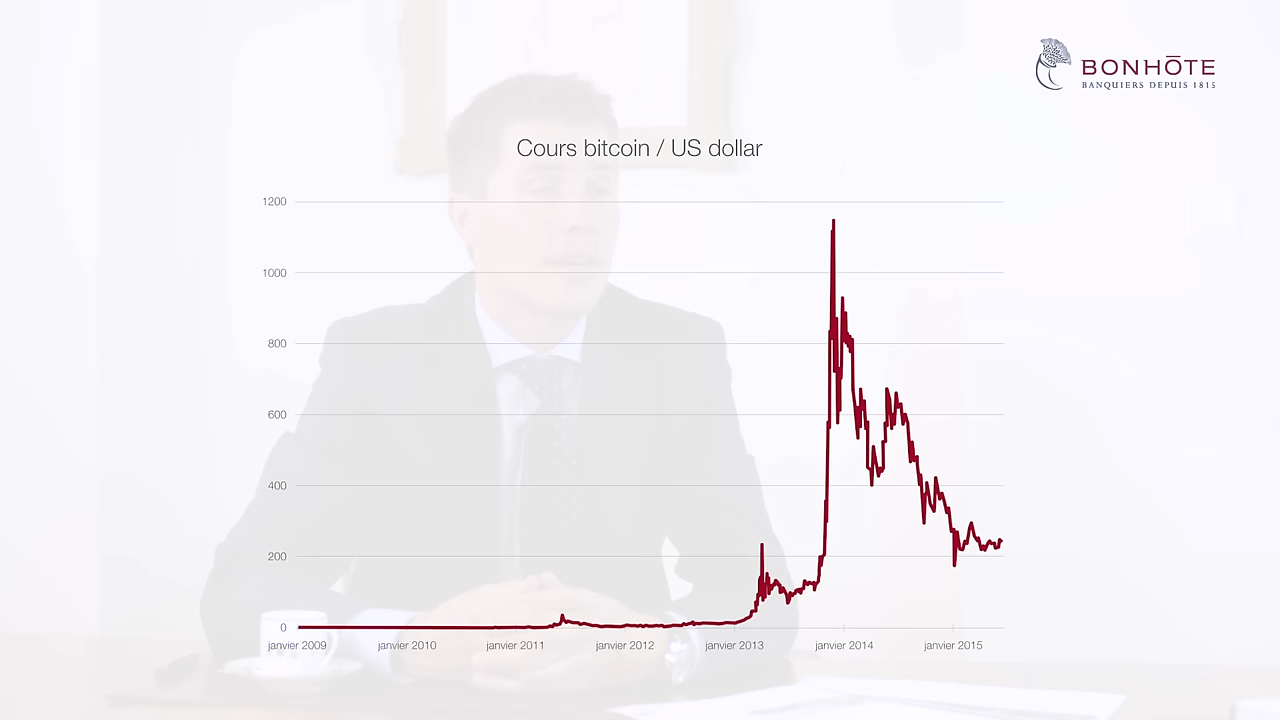 BONHŌTE
BANQUIERS DEPUIS 1815
Cours bitcoin / US dollar
1200
1000
800
600
400
200
0
janvier 2009 janvier 2010 janvier 2011 janvier 2012 janvier 2013 janvier 2014 janvier 2015